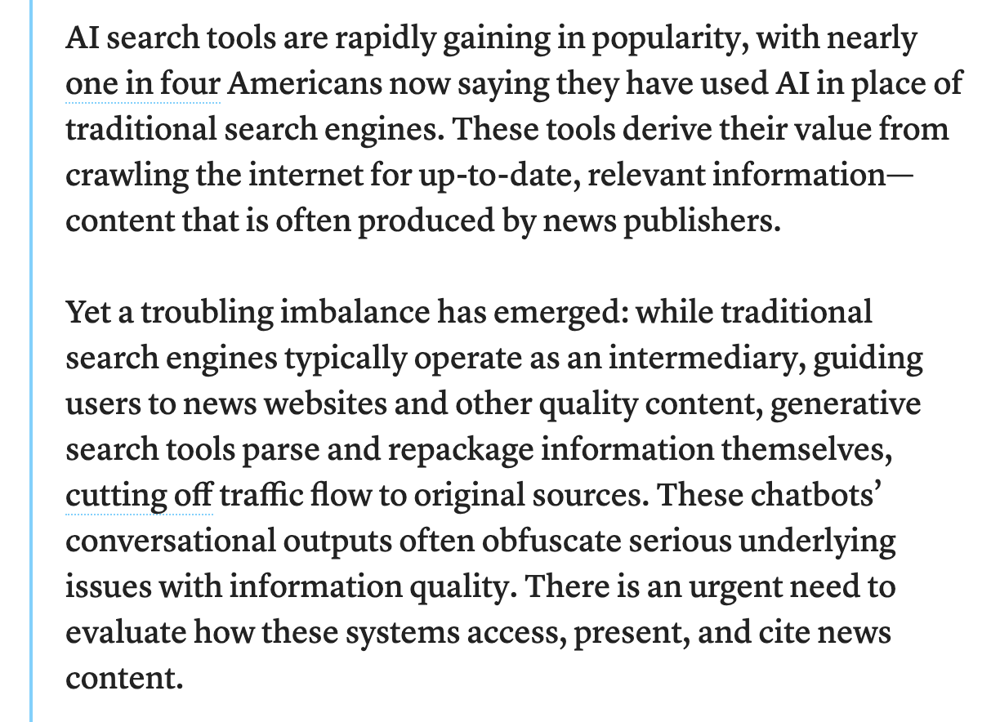 AI search tools are rapidly gaining in popularity, with nearly
one in four Americans now saying they have used AI in place of
traditional search engines. These tools derive their value from
crawling the internet for up-to-date, relevant information—
content that is often produced by news publishers.
Yet a troubling imbalance has emerged: while traditional
search engines typically operate as an intermediary, guiding
users to news websites and other quality content, generative
search tools parse and repackage information themselves,
cutting off traffic flow to original sources. These chatbots’
conversational outputs often obfuscate serious underlying
issues with information quality. There is an urgent need to
evaluate how these systems access, present, and cite news
content.